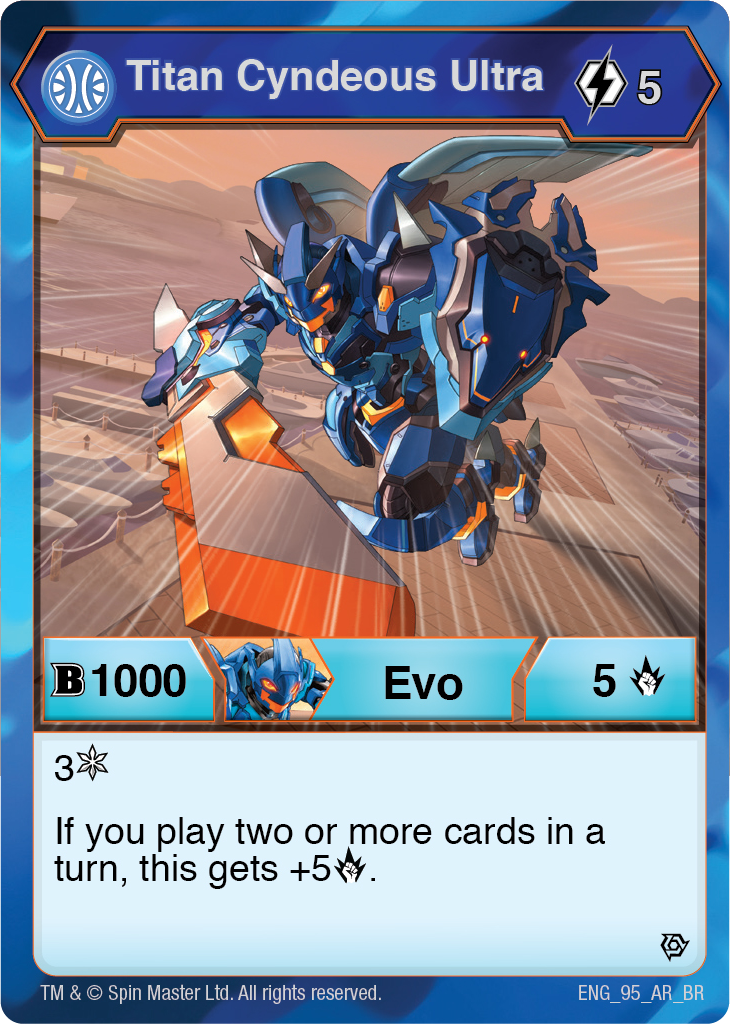 Titan Cyndeous Ultra 5
B 1000 Evo 5
3
If you play two or more cards in a
turn, this gets +5.
TM & © Spin Master Ltd. All rights reserved. ENG_95_AR_BR